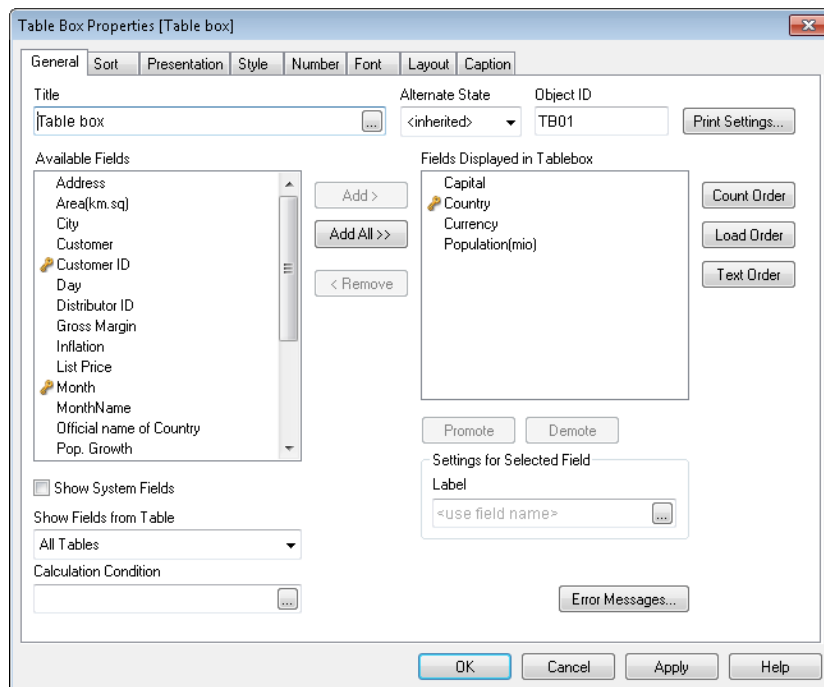 Table Box Properties [Table box]
General Sort Presentation Style Number Font Layout Caption
Title Alternate State Object ID
Table box ... <inherited> TB01 Print Settings...
Available Fields Fields Displayed in Tablebox
Address
Area(km.sq)
City
Customer
Customer ID
Day
Distributor ID
Gross Margin
Inflation
List Price
Month
MonthName
Official name of Country
Pop. Growth
Add >
Add All >>
< Remove
Capital
Country
Currency
Population(mio)
Count Order
Load Order
Text Order
Promote Demote
Settings for Selected Field
Label
<use field name> ...
Show System Fields
Show Fields from Table
All Tables
Calculation Condition
...
Error Messages...
OK Cancel Apply Help